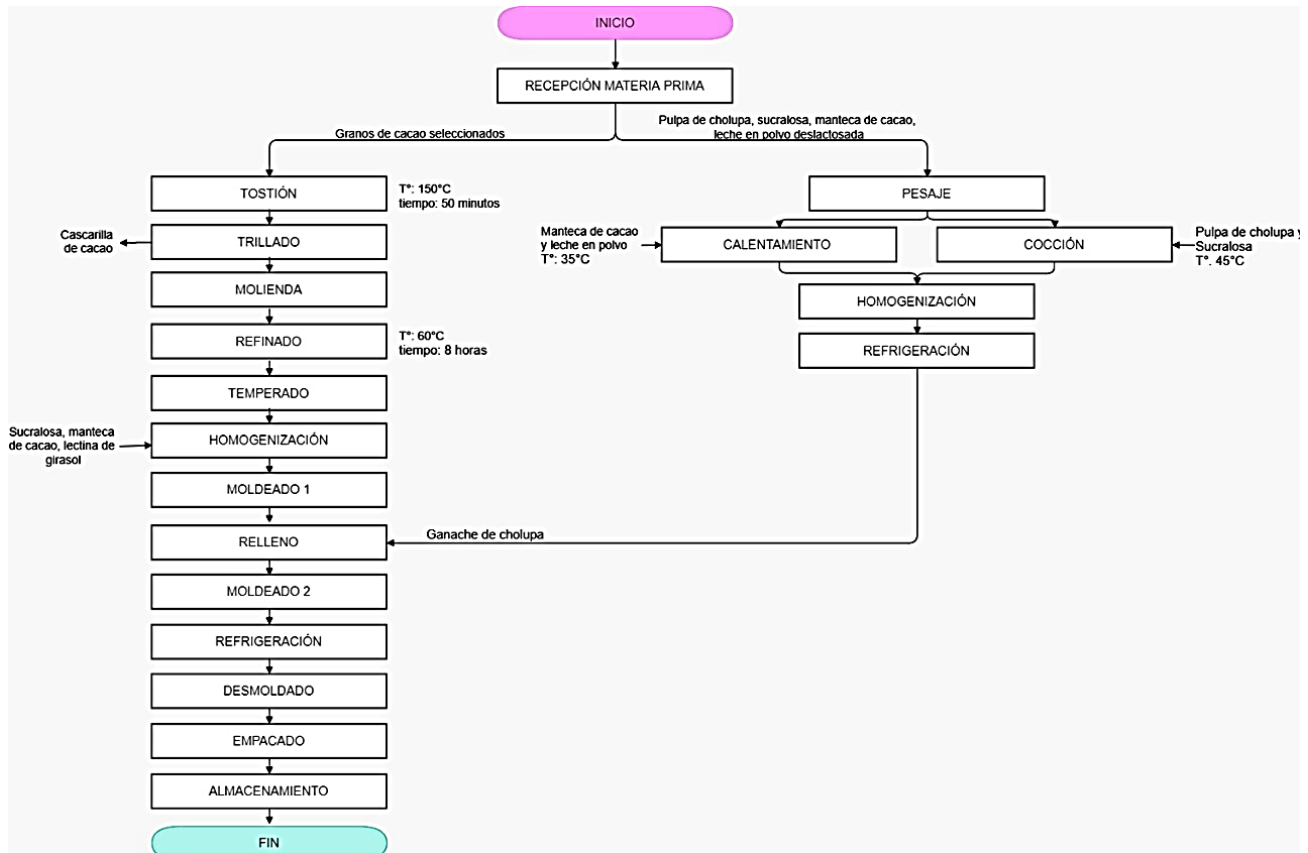 INICIO
RECEPCIÓN MATERIA PRIMA
Granos de cacao seleccionados
Pulpa de cholupa, sucralosa, manteca de cacao,
leche en polvo deslactosada
TOSTIÓN
T°: 150°C
tiempo: 50 minutos
Cascarilla
de cacao
TRILLADO
MOLIENDA
REFINADO
T°: 60°C
tiempo: 8 horas
TEMPERADO
Sucralosa, manteca
de cacao, lectina de
girasol
HOMOGENIZACIÓN
MOLDEADO 1
RELLENO
MOLDEADO 2
REFRIGERACIÓN
DESMOLDADO
EMPACADO
ALMACENAMIENTO
FIN
PESAJE
Manteca de cacao
y leche en polvo
T°: 35°C
CALENTAMIENTO
COCCIÓN
Pulpa de cholupa y
Sucralosa
T°. 45°C
HOMOGENIZACIÓN
REFRIGERACIÓN
Ganache de cholupa